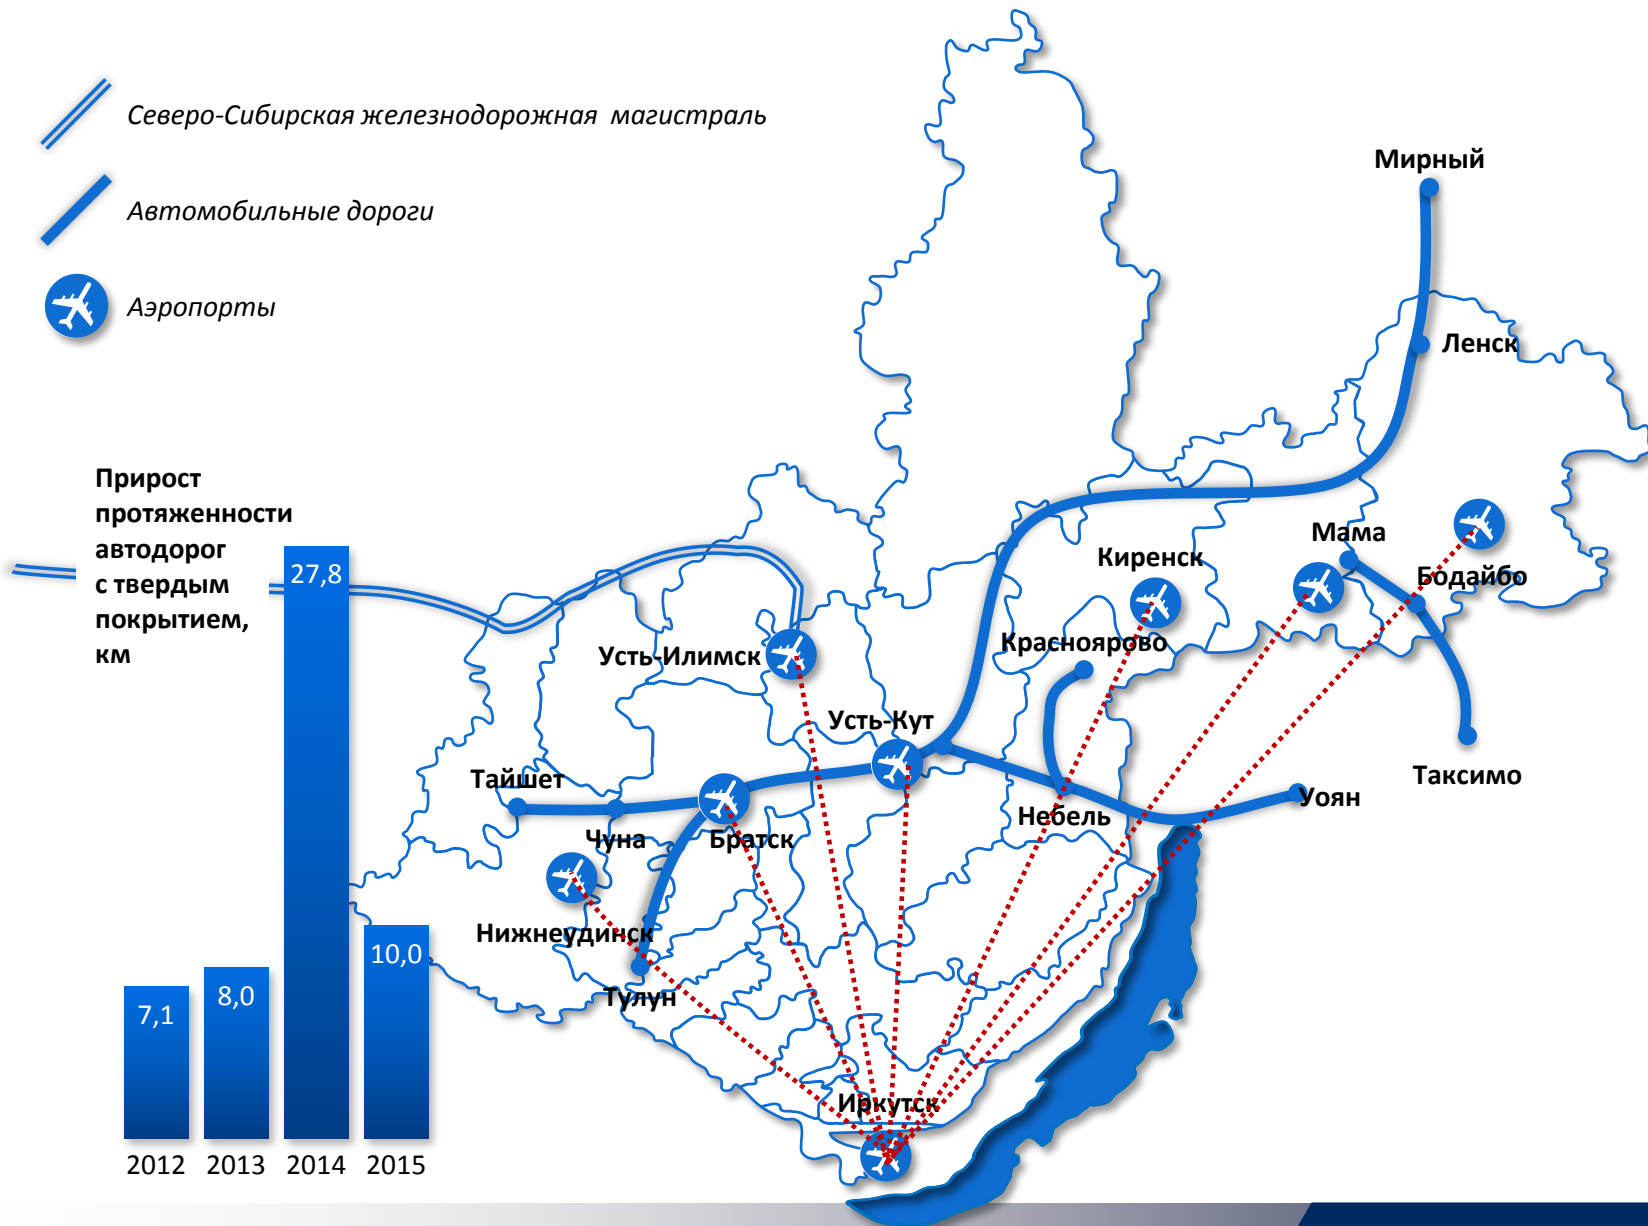 Северо-Сибирская железнодорожная магистраль
Автомобильные дороги
Аэропорты
Прирост
протяженности
автодорог
с твердым
покрытием,
км
27,8
10,0
8,0
7,1
2012
2013
2014
2015
Мирный
Ленск
Мама
Бодайбо
Киренск
Красноярово
Усть-Илимск
Усть-Кут
Тайшет
Таксимо
Уоян
Небель
Чуна
Братск
Нижнеудинск
Тулун
Иркутск